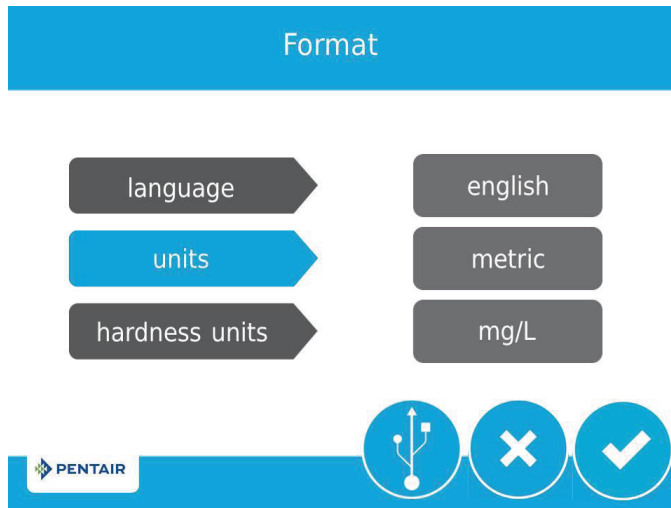 Format
language
english
units
metric
hardness units
mg/L
PENTAIR